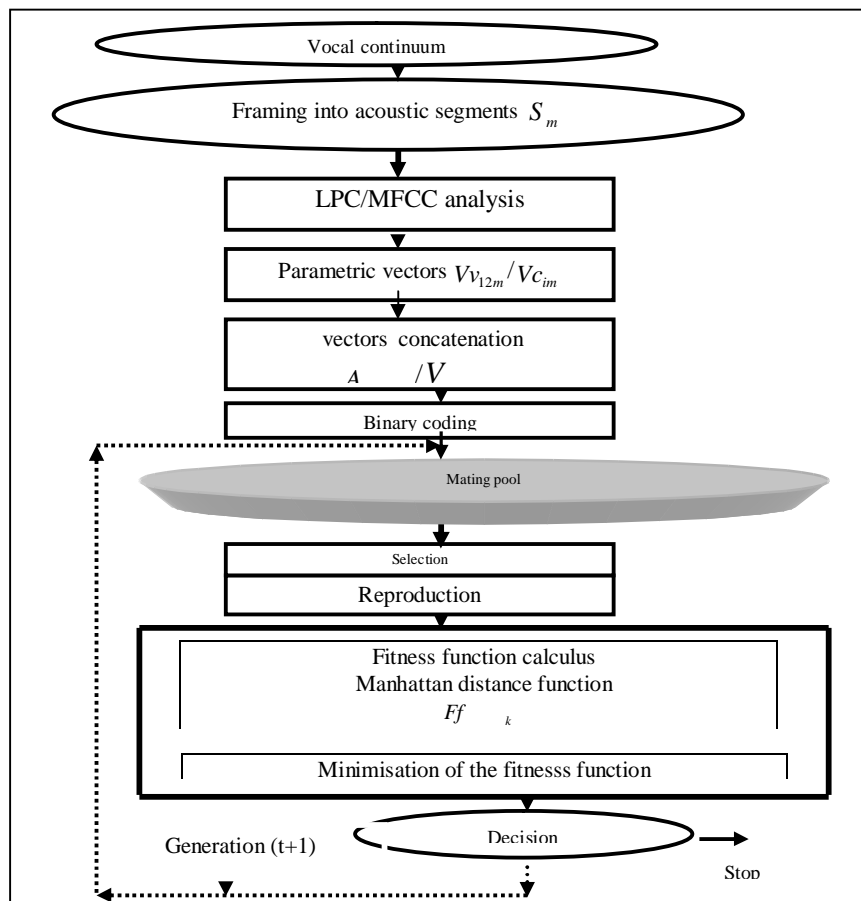 Vocal continuum
Framing into acoustic segments S_m
LPC/MFCC analysis
Parametric vectors Vv_12m/Vc_im
vectors concatenation
A /V
Binary coding
Mating pool
Selection
Reproduction
Fitness function calculus
Manhattan distance function
Ff k
Minimisation of the fitnesss function
Decision
Generation (t+1)
Stop